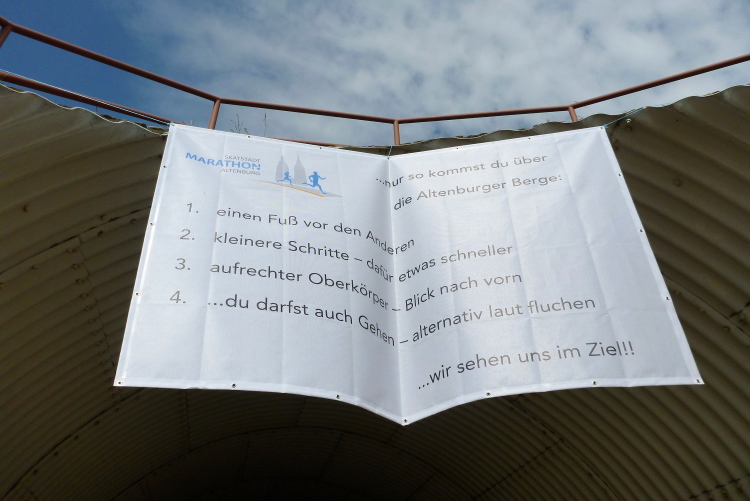 SKATSTADT
MARATHON
ALTENBURG
...nur so kommst du über
die Altenburger Berge:
1. einen Fuß vor den Anderen
2. kleinere Schritte – dafür etwas schneller
3. aufrechter Oberkörper – Blick nach vorn
4. ...du darfst auch Gehen – alternativ laut fluchen
...wir sehen uns im Ziel!!